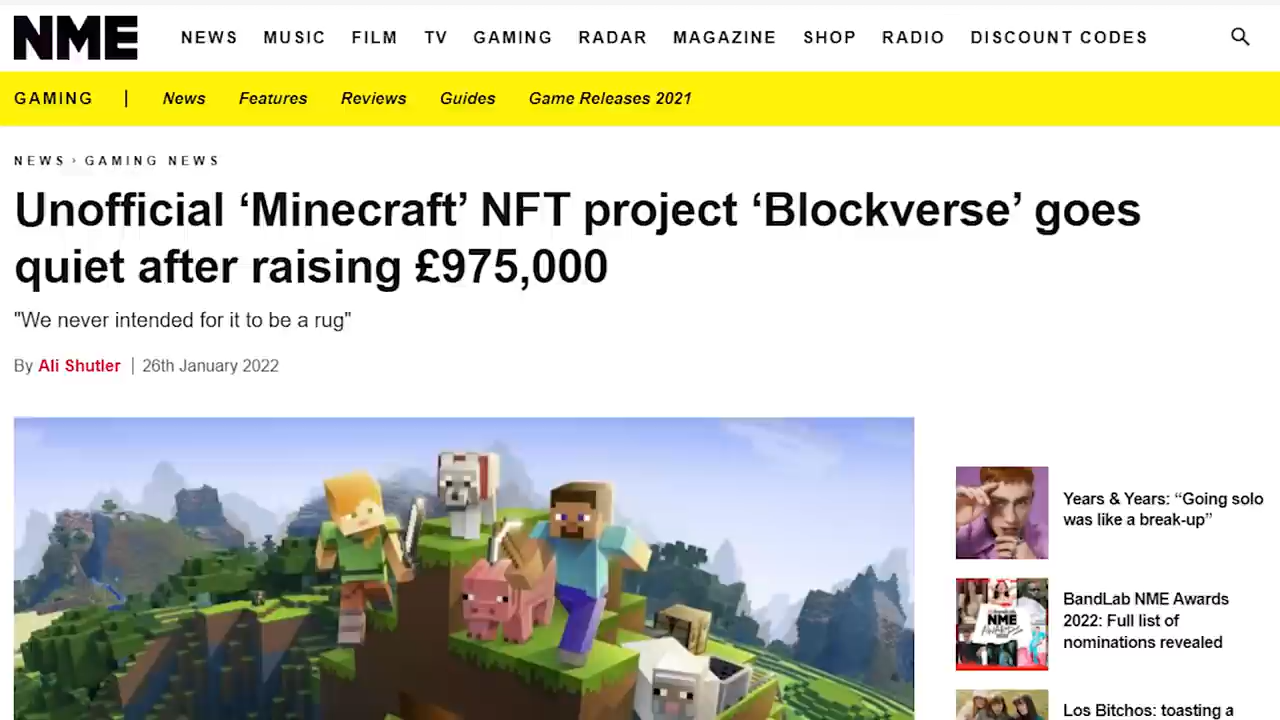 NME
NEWS MUSIC FILM TV GAMING RADAR MAGAZINE SHOP RADIO DISCOUNT CODES
GAMING | News Features Reviews Guides Game Releases 2021
NEWS › GAMING NEWS
Unofficial ‘Minecraft’ NFT project ‘Blockverse’ goes
quiet after raising £975,000
"We never intended for it to be a rug"
By Ali Shutler | 26th January 2022
Years & Years: “Going solo
was like a break-up”
NME
BandLab NME Awards
2022: Full list of
nominations revealed
Los Bitchos: toasting a